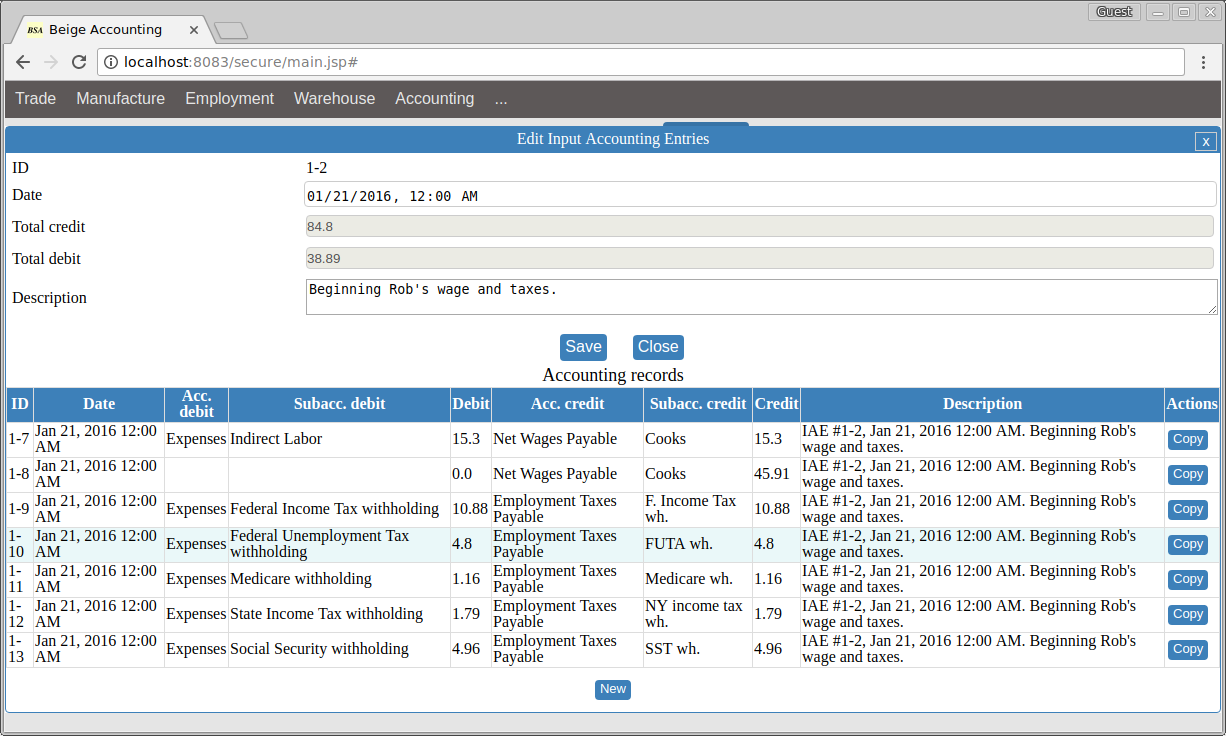 Guest
BSA Beige Accounting
localhost:8083/secure/main.jsp#
Trade Manufacture Employment Warehouse Accounting ...
Edit Input Accounting Entries x
ID 1-2
Date 01/21/2016, 12:00 AM
Total credit 84.8
Total debit 38.89
Description Beginning Rob's wage and taxes.
Save Close
Accounting records
ID Date Acc. debit Subacc. debit Debit Acc. credit Subacc. credit Credit Description Actions
1-7 Jan 21, 2016 12:00 AM Expenses Indirect Labor 15.3 Net Wages Payable Cooks 15.3 IAE #1-2, Jan 21, 2016 12:00 AM. Beginning Rob's wage and taxes. Copy
1-8 Jan 21, 2016 12:00 AM 0.0 Net Wages Payable Cooks 45.91 IAE #1-2, Jan 21, 2016 12:00 AM. Beginning Rob's wage and taxes. Copy
1-9 Jan 21, 2016 12:00 AM Expenses Federal Income Tax withholding 10.88 Employment Taxes Payable F. Income Tax wh. 10.88 IAE #1-2, Jan 21, 2016 12:00 AM. Beginning Rob's wage and taxes. Copy
1-10 Jan 21, 2016 12:00 AM Expenses Federal Unemployment Tax withholding 4.8 Employment Taxes Payable FUTA wh. 4.8 IAE #1-2, Jan 21, 2016 12:00 AM. Beginning Rob's wage and taxes. Copy
1-11 Jan 21, 2016 12:00 AM Expenses Medicare withholding 1.16 Employment Taxes Payable Medicare wh. 1.16 IAE #1-2, Jan 21, 2016 12:00 AM. Beginning Rob's wage and taxes. Copy
1-12 Jan 21, 2016 12:00 AM Expenses State Income Tax withholding 1.79 Employment Taxes Payable NY income tax wh. 1.79 IAE #1-2, Jan 21, 2016 12:00 AM. Beginning Rob's wage and taxes. Copy
1-13 Jan 21, 2016 12:00 AM Expenses Social Security withholding 4.96 Employment Taxes Payable SST wh. 4.96 IAE #1-2, Jan 21, 2016 12:00 AM. Beginning Rob's wage and taxes. Copy
New